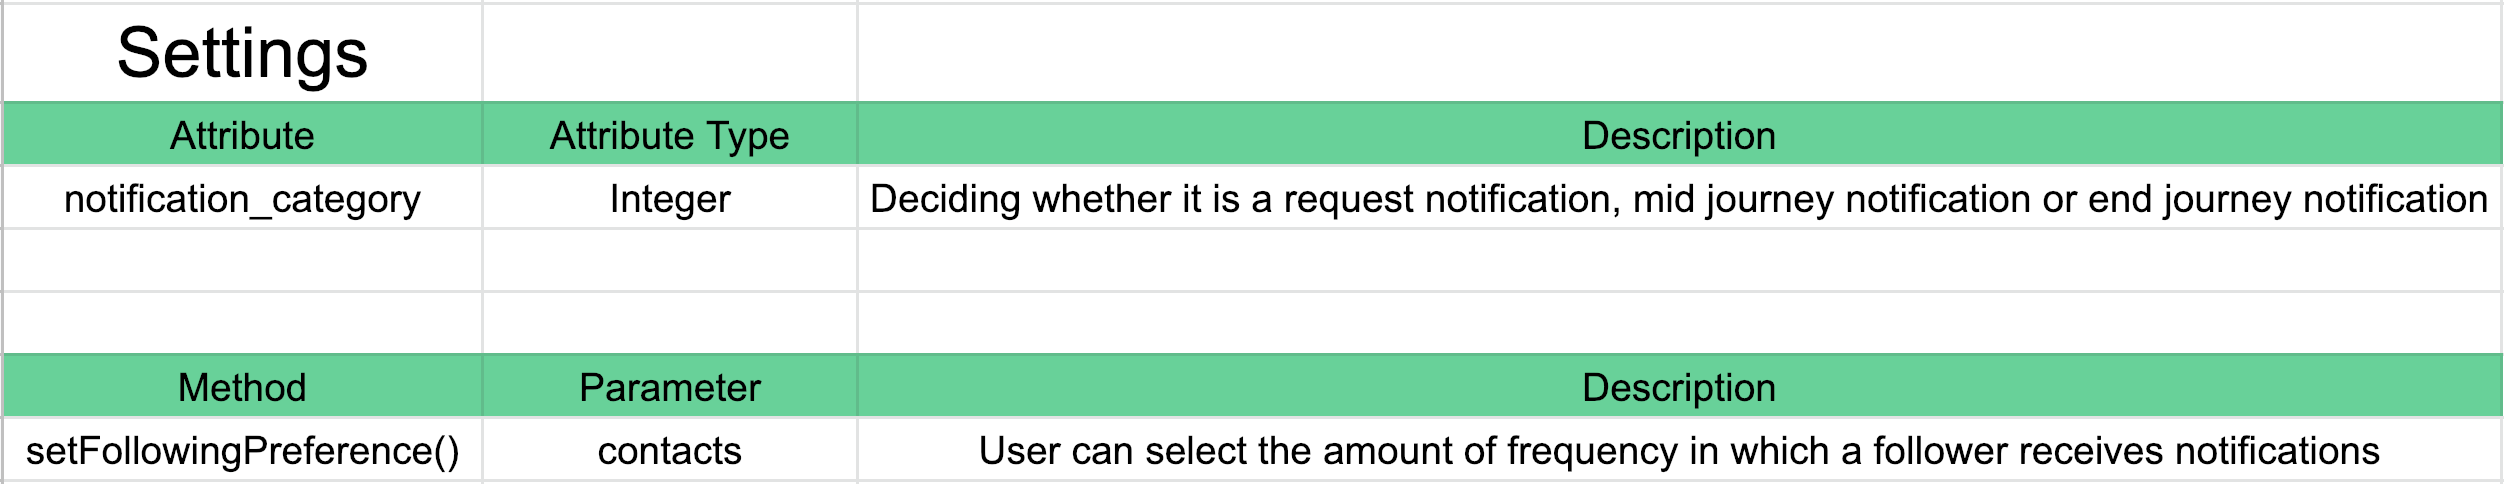 Settings
Attribute Attribute Type Description
notification_category Integer Deciding whether it is a request notification, mid journey notification or end journey notification
Method Parameter Description
setFollowingPreference() contacts User can select the amount of frequency in which a follower receives notifications